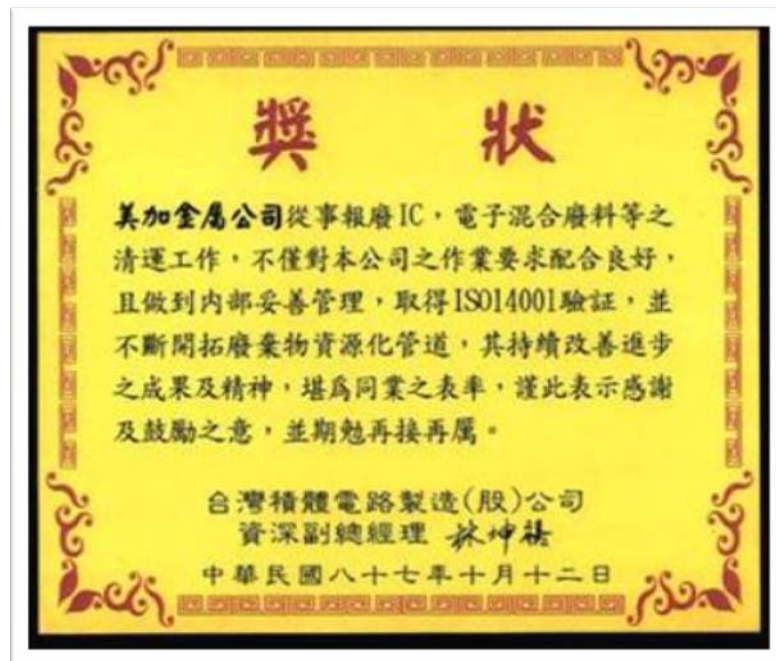 獎 狀
美加金屬公司從事報廢IC,電子混合廢料等之
清運工作,不僅對本公司之作業要求配合良好,
且做到內部妥善管理,取得ISO14001驗証,並
不斷開拓廢棄物資源化管道,其持續改善進步
之成果及精神,堪為同業之表率,謹此表示感謝
及鼓勵之意,並期勉再接再厲。
台灣積體電路製造(股)公司
資深副總經理 林坤禧
中華民國八十七年十月十二日